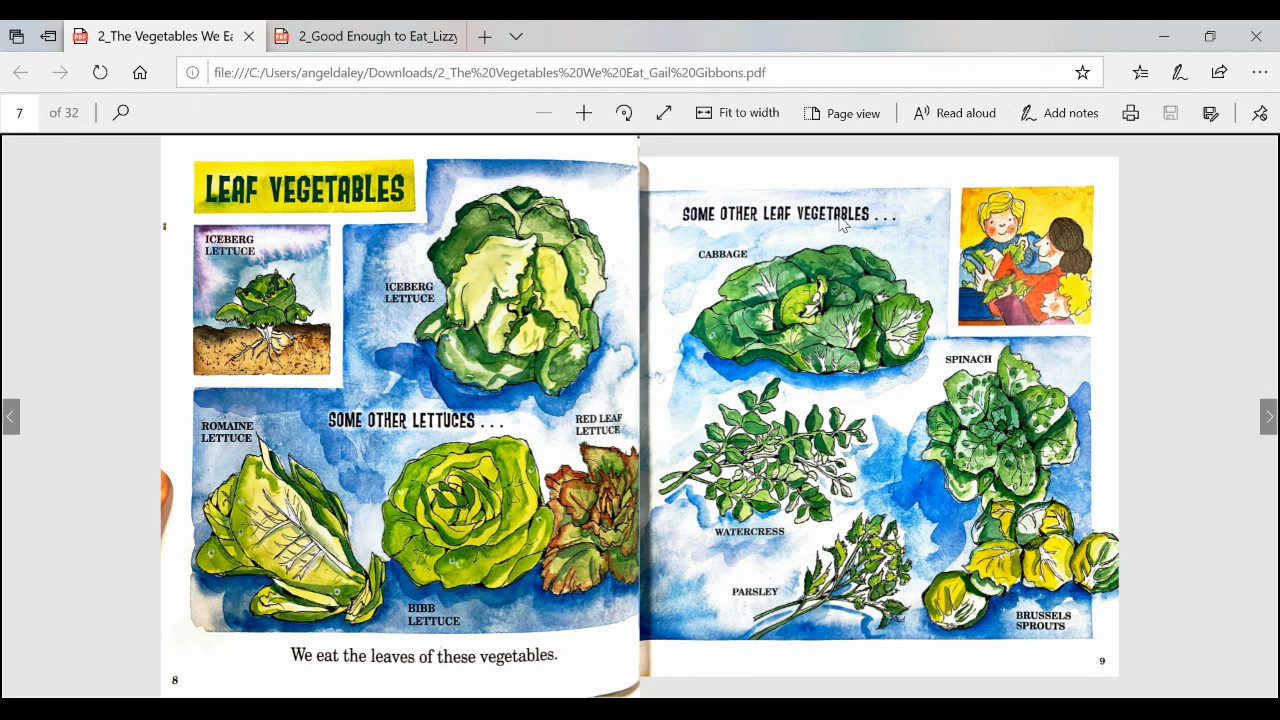 2_The Vegetables We Ea
2_Good Enough to Eat_Lizzy
file:///C:/Users/angeldaley/Downloads/2_The%20Vegetables%20We%20Eat_Gail%20Gibbons.pdf
7 of 32
Fit to width
Page view
Read aloud
Add notes
LEAF VEGETABLES
ICEBERG
LETTUCE
ICEBERG
LETTUCE
SOME OTHER LETTUCES . . .
ROMAINE
LETTUCE
RED LEAF
LETTUCE
BIBB
LETTUCE
We eat the leaves of these vegetables.
8
SOME OTHER LEAF VEGETABLES . . .
CABBAGE
SPINACH
WATERCRESS
PARSLEY
BRUSSELS
SPROUTS
9